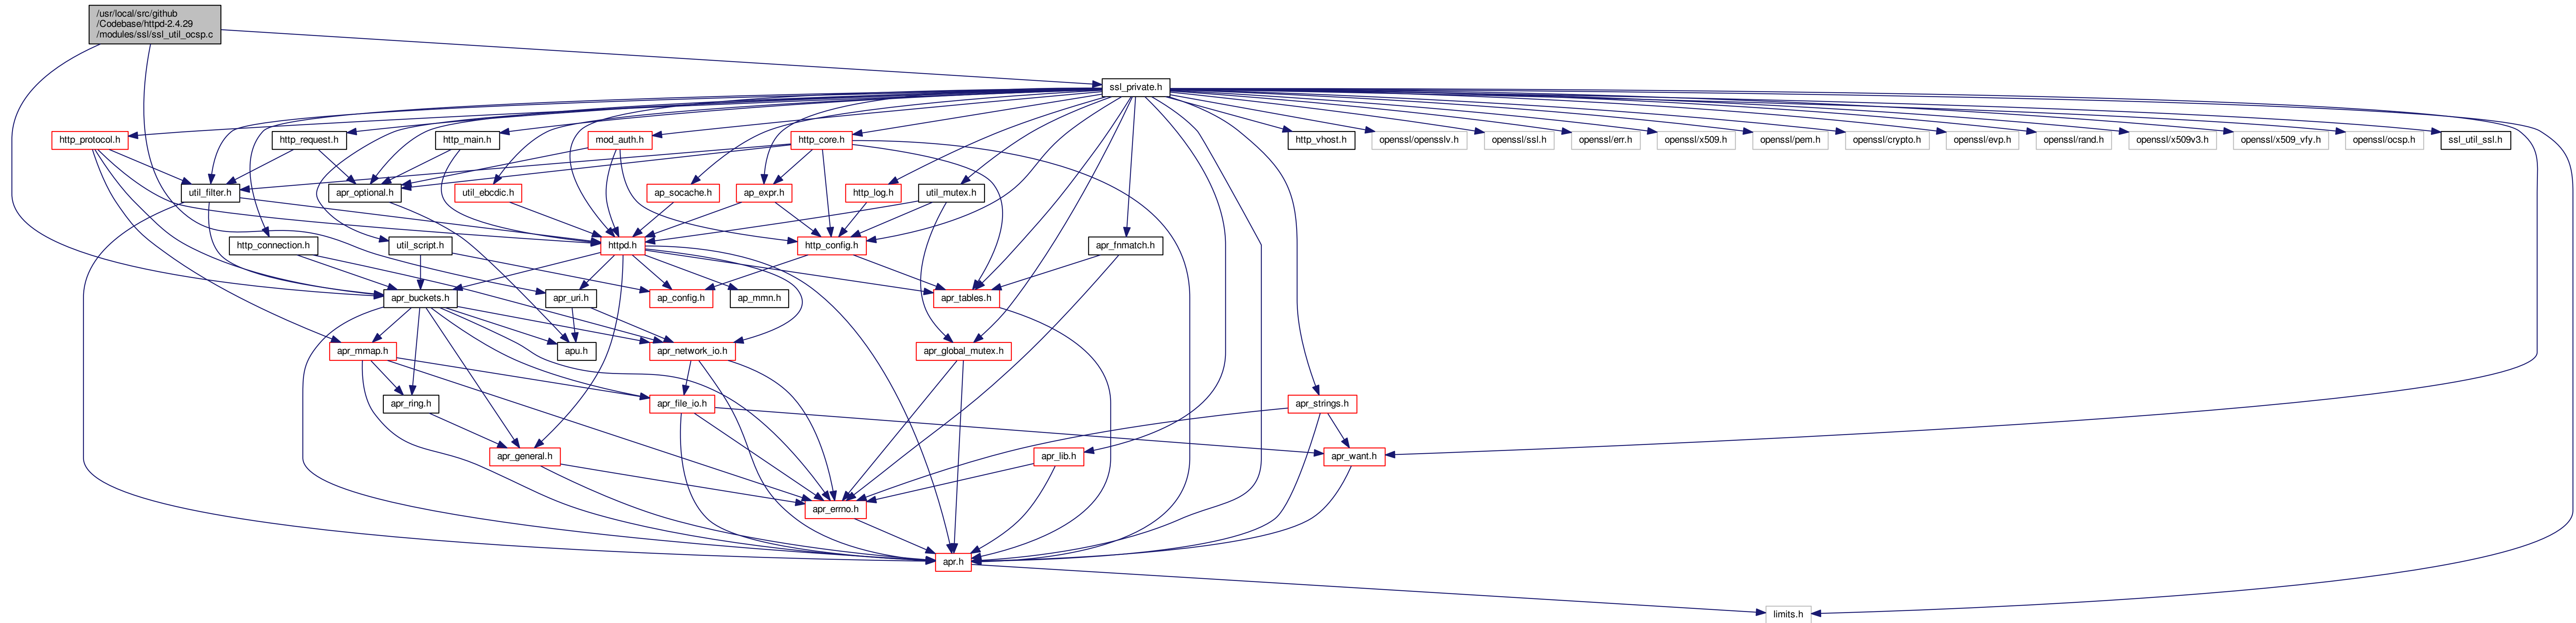 /usr/local/src/github
/Codebase/httpd-2.4.29
/modules/ssl/ssl_util_ocsp.c
ssl_private.h
http_protocol.h
http_request.h
http_main.h
mod_auth.h
http_core.h
http_vhost.h
openssl/opensslv.h
openssl/ssl.h
openssl/err.h
openssl/x509.h
openssl/pem.h
openssl/crypto.h
openssl/evp.h
openssl/rand.h
openssl/x509v3.h
openssl/x509_vfy.h
openssl/ocsp.h
ssl_util_ssl.h
util_filter.h
apr_optional.h
util_ebcdic.h
ap_socache.h
ap_expr.h
http_log.h
util_mutex.h
http_connection.h
util_script.h
httpd.h
http_config.h
apr_fnmatch.h
apr_buckets.h
apr_uri.h
ap_config.h
ap_mmn.h
apr_tables.h
apr_mmap.h
apu.h
apr_network_io.h
apr_global_mutex.h
apr_ring.h
apr_file_io.h
apr_strings.h
apr_general.h
apr_lib.h
apr_want.h
apr_errno.h
apr.h
limits.h